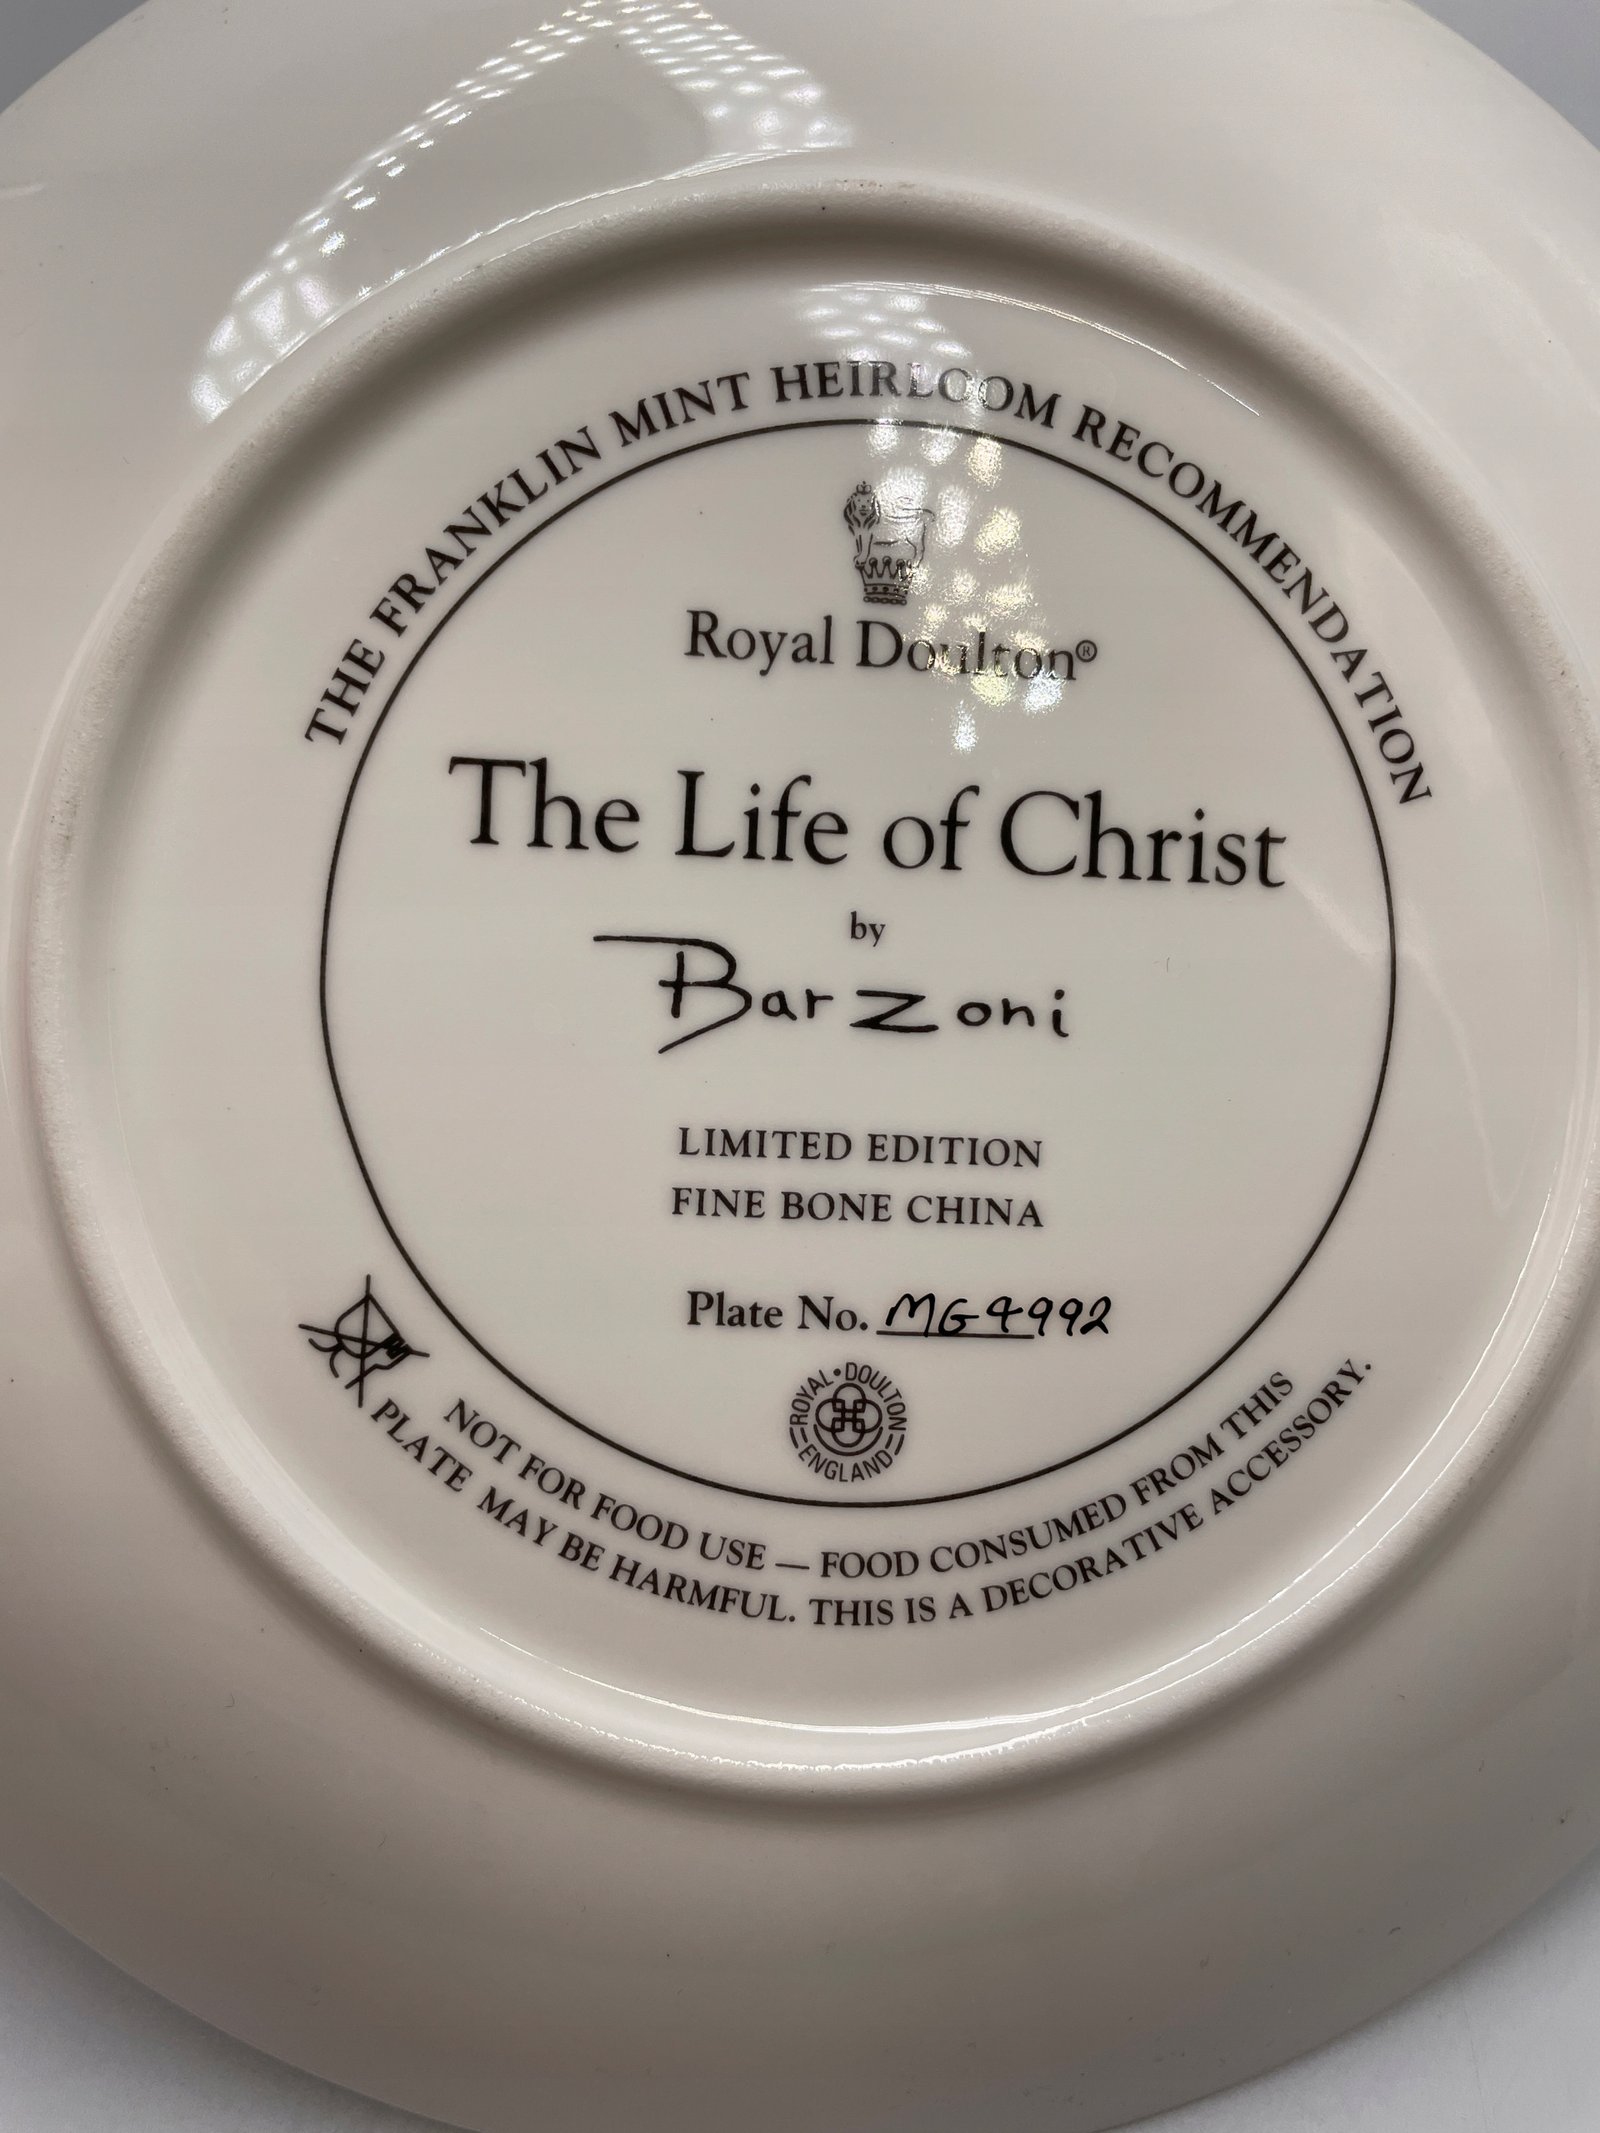 THE FRANKLIN MINT HEIRLOOM RECOMMENDATION
Royal Doulton®
The Life of Christ
by
Barzoni
LIMITED EDITION
FINE BONE CHINA
Plate No. MG4992
ROYAL • DOULTON
ENGLAND
NOT FOR FOOD USE — FOOD CONSUMED FROM THIS
PLATE MAY BE HARMFUL. THIS IS A DECORATIVE ACCESSORY.